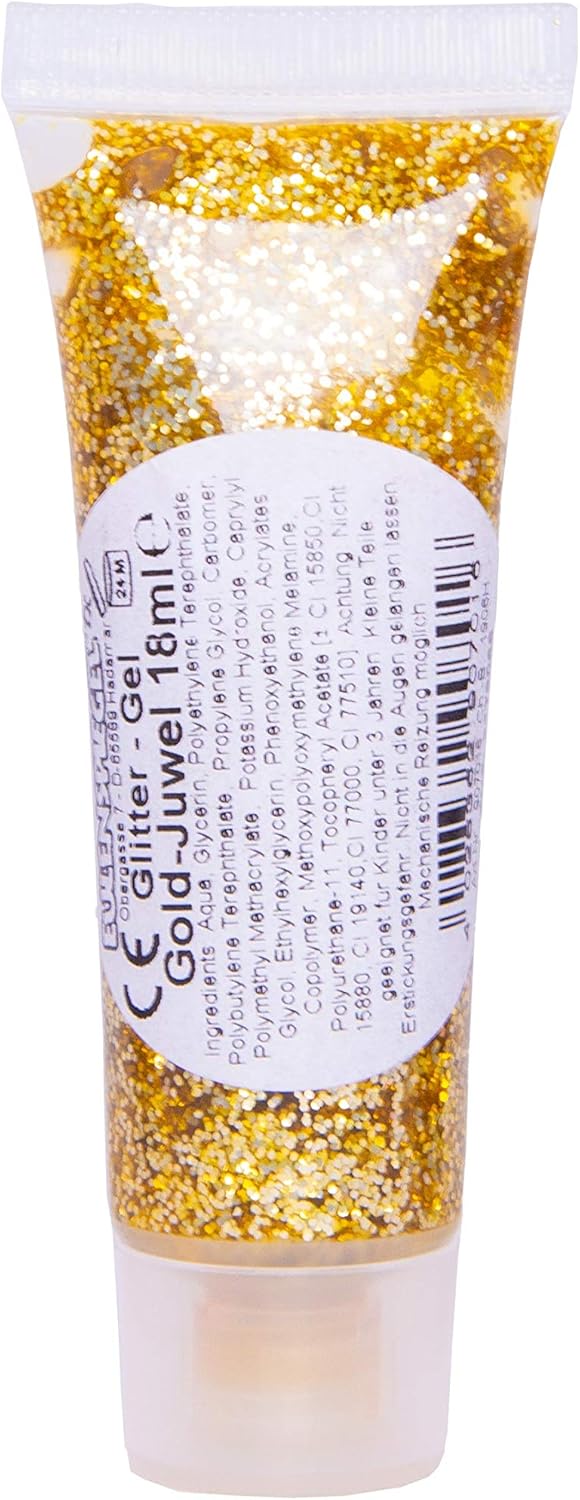 EULENSPIEGEL
D-65589 Hadamar
24 M
CE Glitter - Gel
Gold-Juwel 18ml ℮
Ingredients: Aqua, Glycerin, Polyethylene Terephthalate,
Polybutylene Terephthalate, Propylene Glycol, Carbomer,
Polymethyl Methacrylate, Potassium Hydroxide, Caprylyl
Glycol, Ethylhexylglycerin, Phenoxyethanol, Acrylates
Copolymer, Methoxypolyoxymethylene Melamine,
Polyurethane-11, Tocopheryl Acetate [± CI 15850, CI
15880, CI 19140, CI 77000, CI 77510]. Achtung. Nicht
geeignet für Kinder unter 3 Jahren. Kleine Teile.
Erstickungsgefahr. Nicht in die Augen gelangen lassen.
Mechanische Reizung möglich